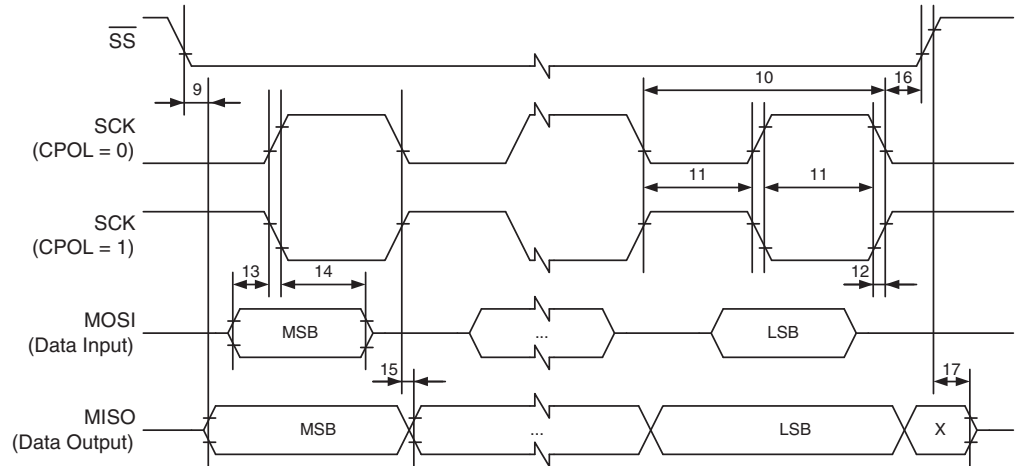 SS
9
10
16
SCK
(CPOL = 0)
11
11
SCK
(CPOL = 1)
13
14
12
MOSI
(Data Input)
MSB
...
LSB
15
17
MISO
(Data Output)
MSB
...
LSB
X